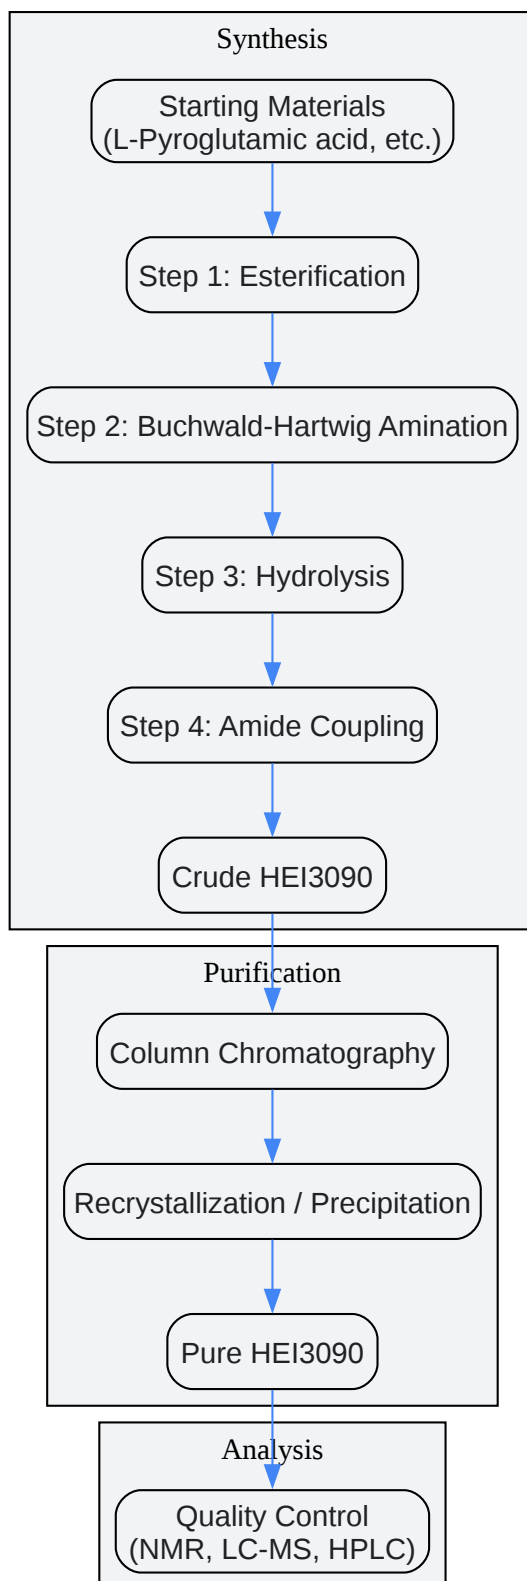 Synthesis
Starting Materials
(L-Pyroglutamic acid, etc.)
Step 1: Esterification
Step 2: Buchwald-Hartwig Amination
Step 3: Hydrolysis
Step 4: Amide Coupling
Crude HEI3090
Purification
Column Chromatography
Recrystallization / Precipitation
Pure HEI3090
Analysis
Quality Control
(NMR, LC-MS, HPLC)